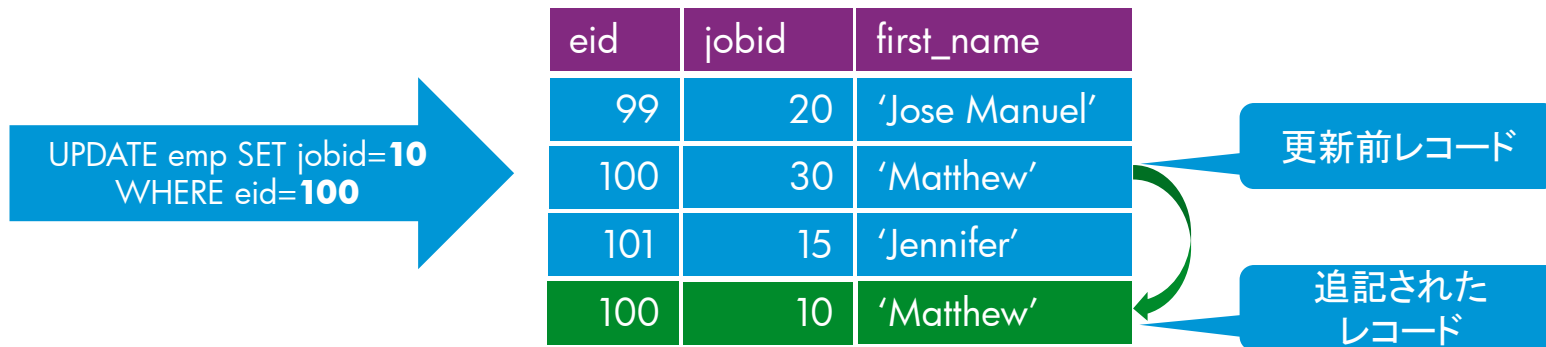 UPDATE emp SET jobid=10
WHERE eid=100
eid jobid first_name
99 20 ‘Jose Manuel’
100 30 ‘Matthew’
101 15 ‘Jennifer’
100 10 ‘Matthew’
更新前レコード
追記された
レコード